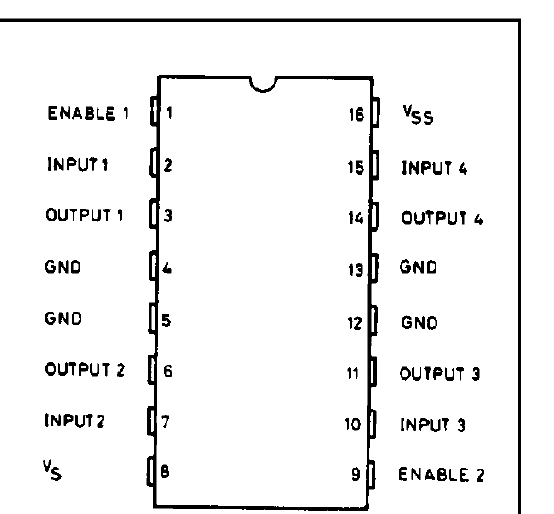 ENABLE 1 1 16 VSS
INPUT 1 2 15 INPUT 4
OUTPUT 1 3 14 OUTPUT 4
GND 4 13 GND
GND 5 12 GND
OUTPUT 2 6 11 OUTPUT 3
INPUT 2 7 10 INPUT 3
VS 8 9 ENABLE 2